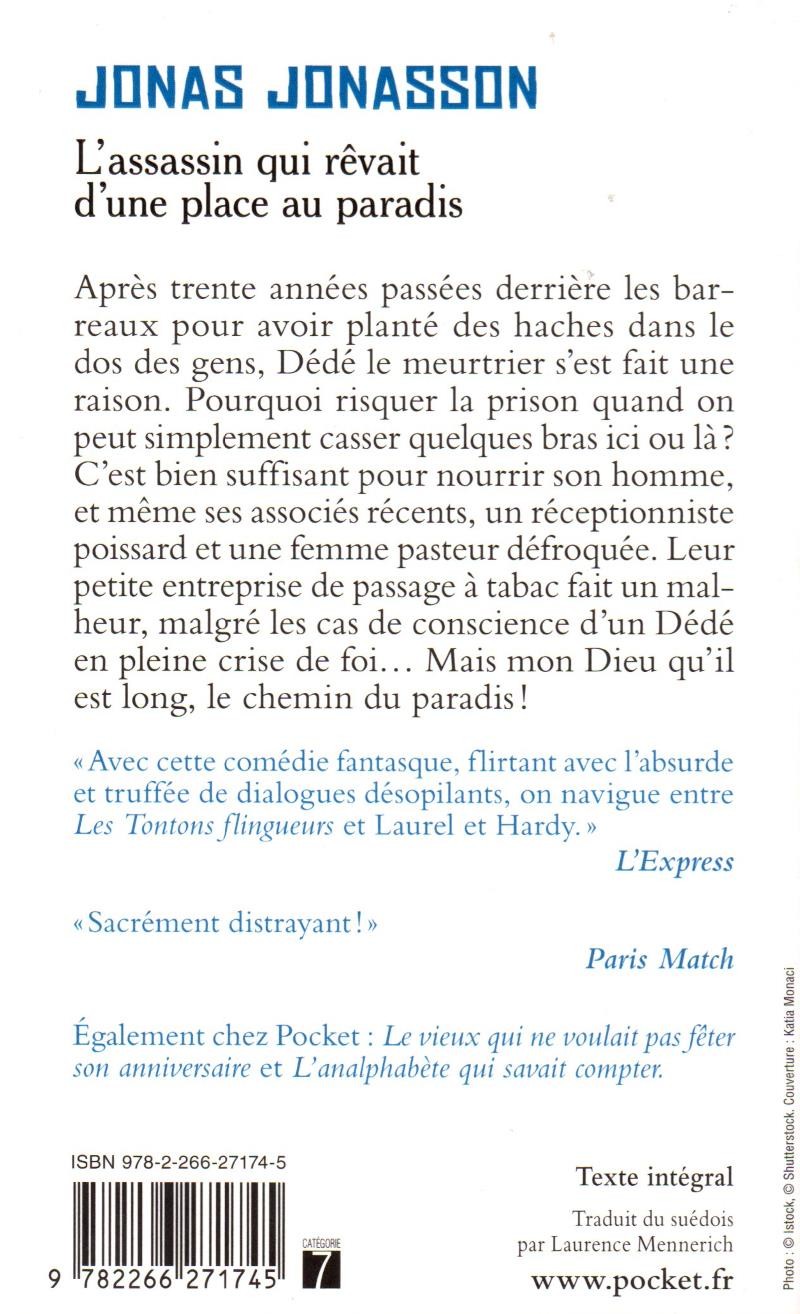 JONAS JONASSON
L'assassin qui rêvait
d'une place au paradis
Après trente années passées derrière les bar-
reaux pour avoir planté des haches dans le
dos des gens, Dédé le meurtrier s'est fait une
raison. Pourquoi risquer la prison quand on
peut simplement casser quelques bras ici ou là ?
C'est bien suffisant pour nourrir son homme,
et même ses associés récents, un réceptionniste
poissard et une femme pasteur défroquée. Leur
petite entreprise de passage à tabac fait un mal-
heur, malgré les cas de conscience d'un Dédé
en pleine crise de foi... Mais mon Dieu qu'il
est long, le chemin du paradis !
« Avec cette comédie fantasque, flirtant avec l'absurde
et truffée de dialogues désopilants, on navigue entre
Les Tontons flingueurs et Laurel et Hardy. »
L'Express
« Sacrément distrayant ! »
Paris Match
Également chez Pocket : Le vieux qui ne voulait pas fêter
son anniversaire et L'analphabète qui savait compter.
ISBN 978-2-266-27174-5
9 782266 271745
CATÉGORIE
7
Texte intégral
Traduit du suédois
par Laurence Mennerich
www.pocket.fr
Photo : © Istock, © Shutterstock. Couverture : Katia Monaci